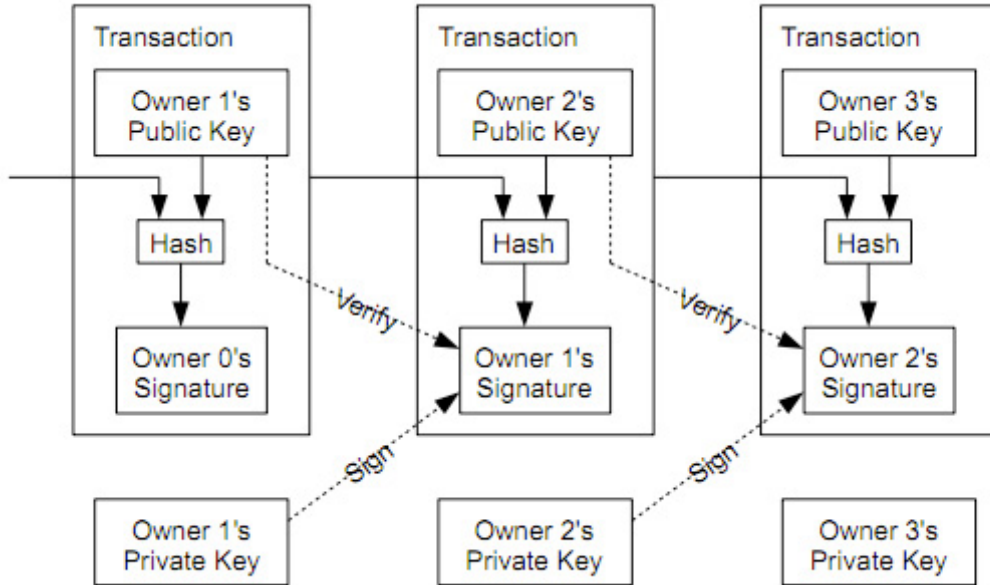 Transaction
Owner 1's
Public Key
Hash
Owner 0's
Signature
Transaction
Owner 2's
Public Key
Hash
Verify
Owner 1's
Signature
Transaction
Owner 3's
Public Key
Hash
Verify
Owner 2's
Signature
Sign
Sign
Owner 1's
Private Key
Owner 2's
Private Key
Owner 3's
Private Key